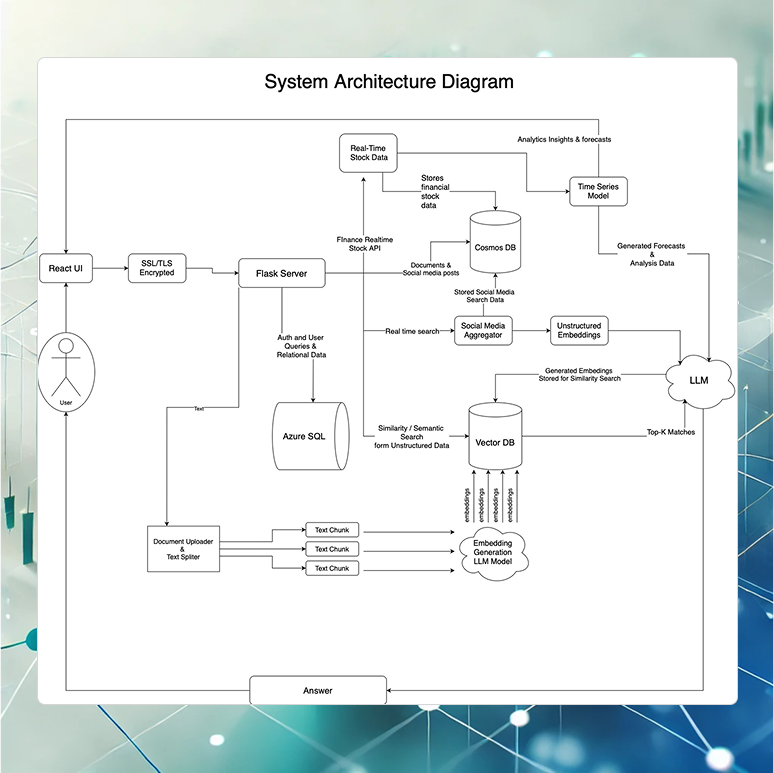 System Architecture Diagram
Analytics Insights & forecasts
Real-Time
Stock Data
Stores
financial
stock
data
Time Series
Model
FInance Realtime
Stock API
Cosmos DB
Generated Forecasts
&
Analysis Data
React UI
SSL/TLS
Encrypted
Flask Server
Documents &
Social media posts
Stored Social Media
Search Data
Real time search
Social Media
Aggregator
Unstructured
Embeddings
Auth and User
Queries &
Relational Data
User
Generated Embedings
Stored for Similarity Search
LLM
Text
Azure SQL
Similarity / Semantic
Search
form Unstructured Data
Vector DB
Top-K Matches
embeddings
embeddings
embeddings
embeddings
Document Uploader
&
Text Spliter
Text Chunk
Text Chunk
Text Chunk
Embedding
Generation
LLM Model
Answer